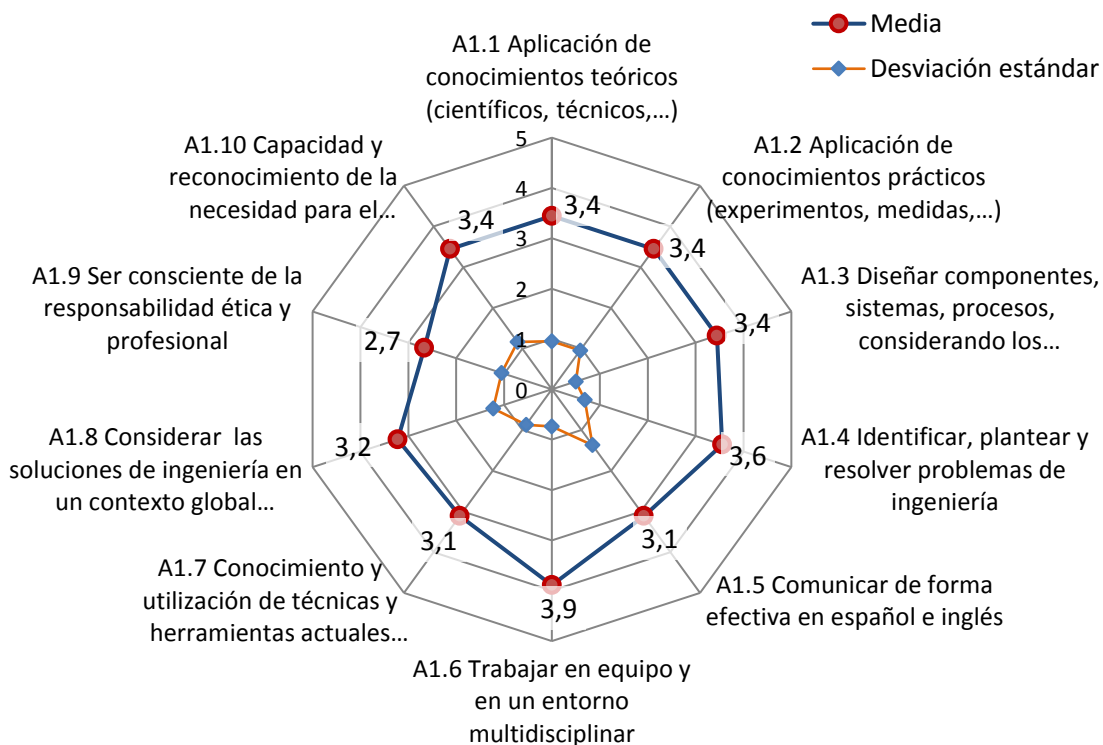 Media
Desviación estándar
A1.1 Aplicación de
conocimientos teóricos
(científicos, técnicos,...)
A1.2 Aplicación de
conocimientos prácticos
(experimentos, medidas,...)
A1.3 Diseñar componentes,
sistemas, procesos,
considerando los...
A1.4 Identificar, plantear y
resolver problemas de
ingeniería
A1.5 Comunicar de forma
efectiva en español e inglés
A1.6 Trabajar en equipo y
en un entorno
multidisciplinar
A1.7 Conocimiento y
utilización de técnicas y
herramientas actuales...
A1.8 Considerar las
soluciones de ingeniería en
un contexto global...
A1.9 Ser consciente de la
responsabilidad ética y
profesional
A1.10 Capacidad y
reconocimiento de la
necesidad para el...
5
4
3
2
1
0
3,4
3,4
3,4
3,6
3,1
3,9
3,1
3,2
2,7
3,4